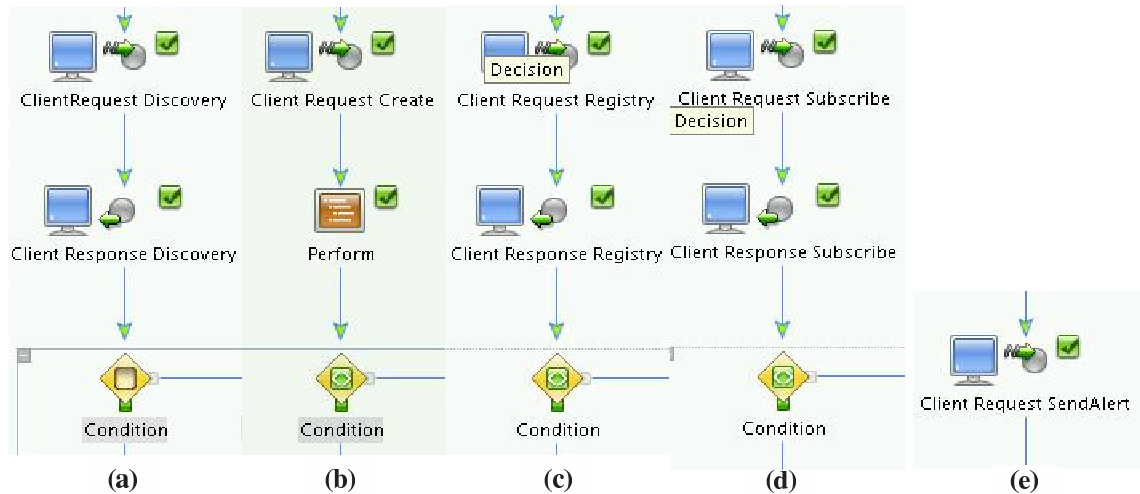 ClientRequest Discovery
Client Request Create
Decision
Client Request Registry
Client Request Subscribe
Decision
Client Response Discovery
Perform
Client Response Registry
Client Response Subscribe
Client Request SendAlert
Condition
Condition
Condition
Condition
(a)
(b)
(c)
(d)
(e)